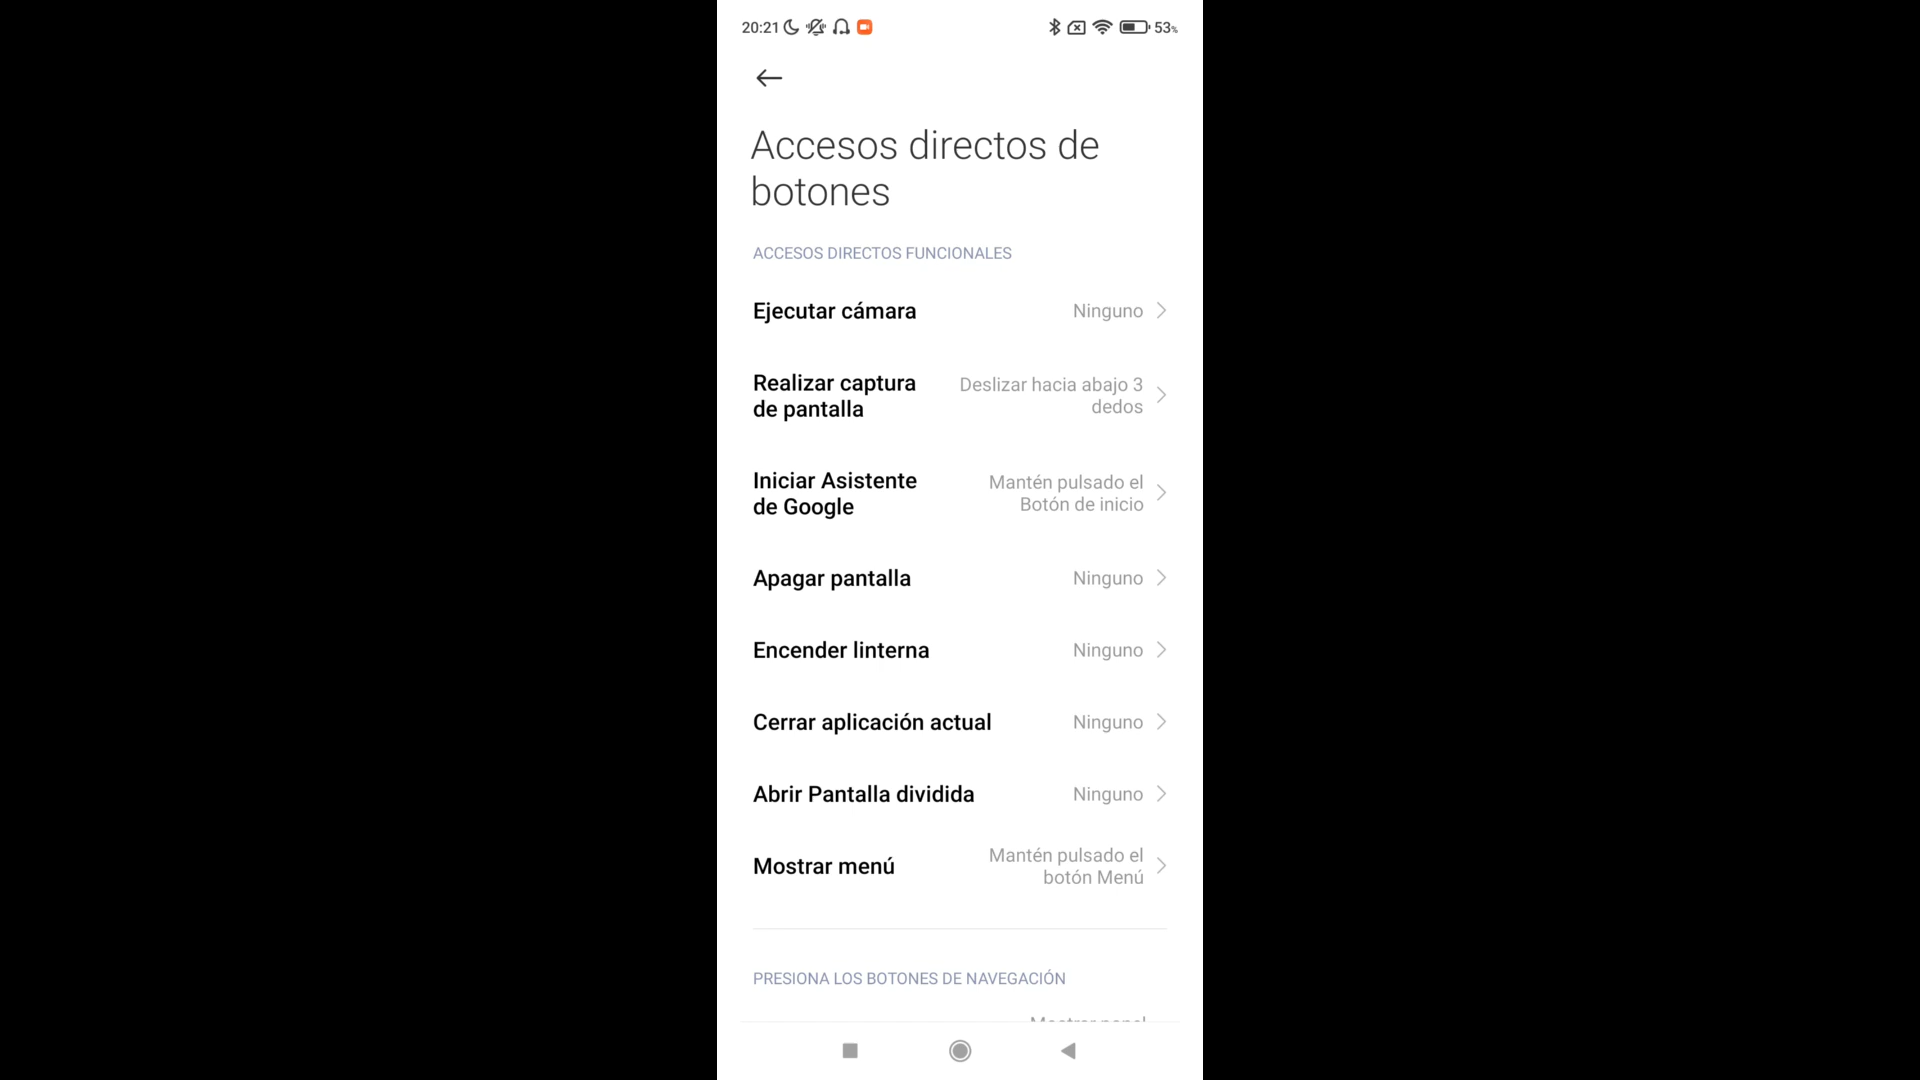 20:21 53%
Accesos directos de
botones
ACCESOS DIRECTOS FUNCIONALES
Ejecutar cámara Ninguno
Realizar captura Deslizar hacia abajo 3
de pantalla dedos
Iniciar Asistente Mantén pulsado el
de Google Botón de inicio
Apagar pantalla Ninguno
Encender linterna Ninguno
Cerrar aplicación actual Ninguno
Abrir Pantalla dividida Ninguno
Mostrar menú Mantén pulsado el
botón Menú
PRESIONA LOS BOTONES DE NAVEGACIÓN
Mostrar panel